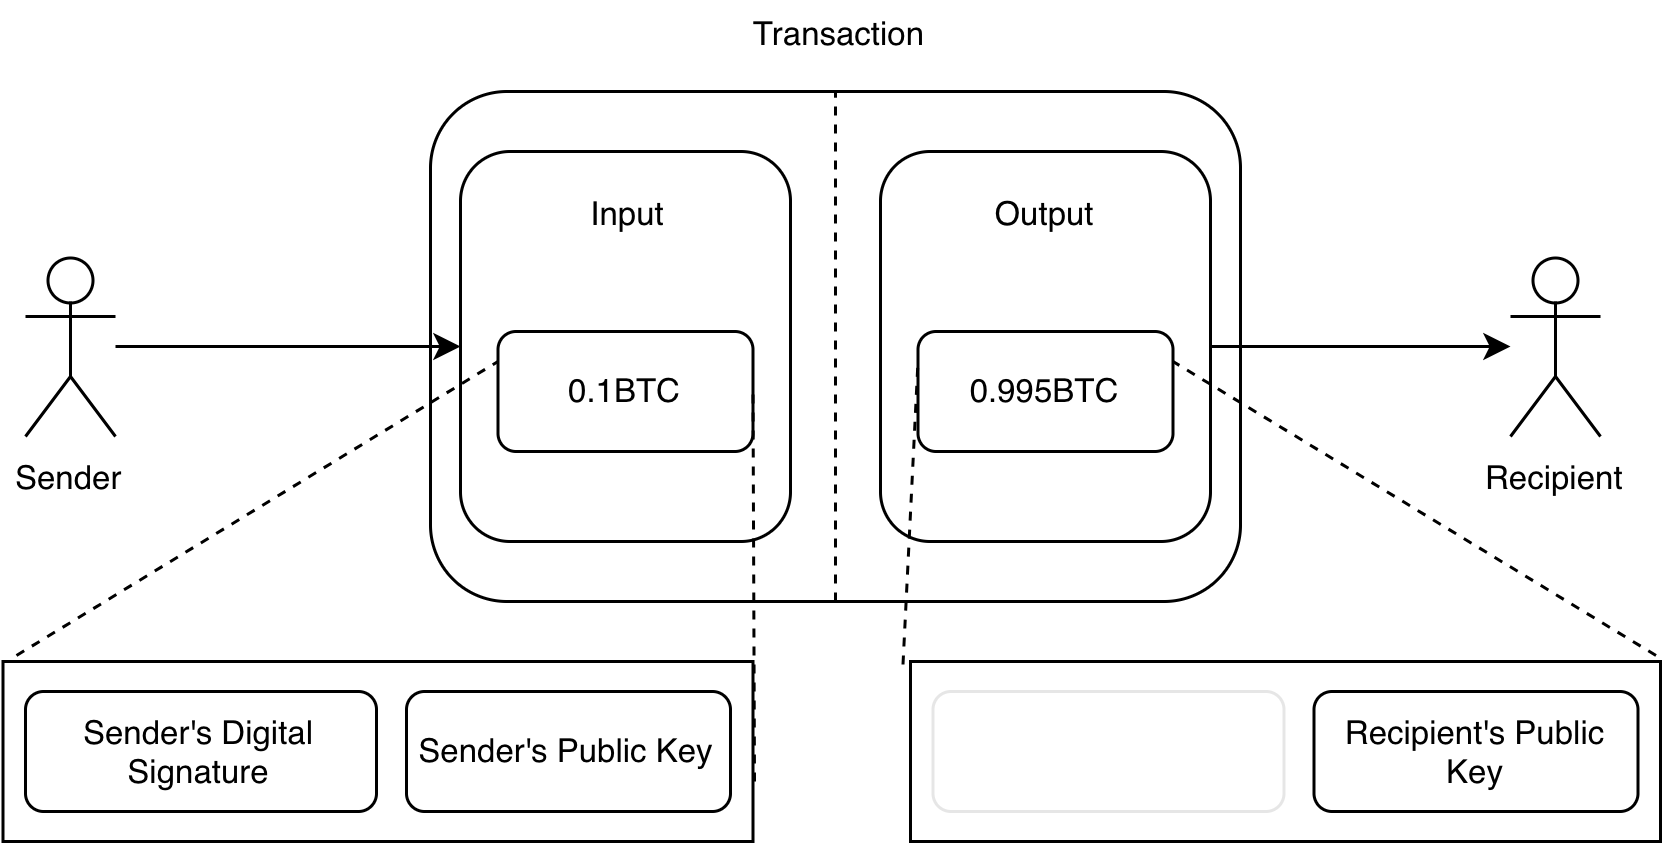 Transaction
Input
Output
0.1BTC
0.995BTC
Sender
Recipient
Sender's Digital
Signature
Sender's Public Key
Recipient's Public
Key